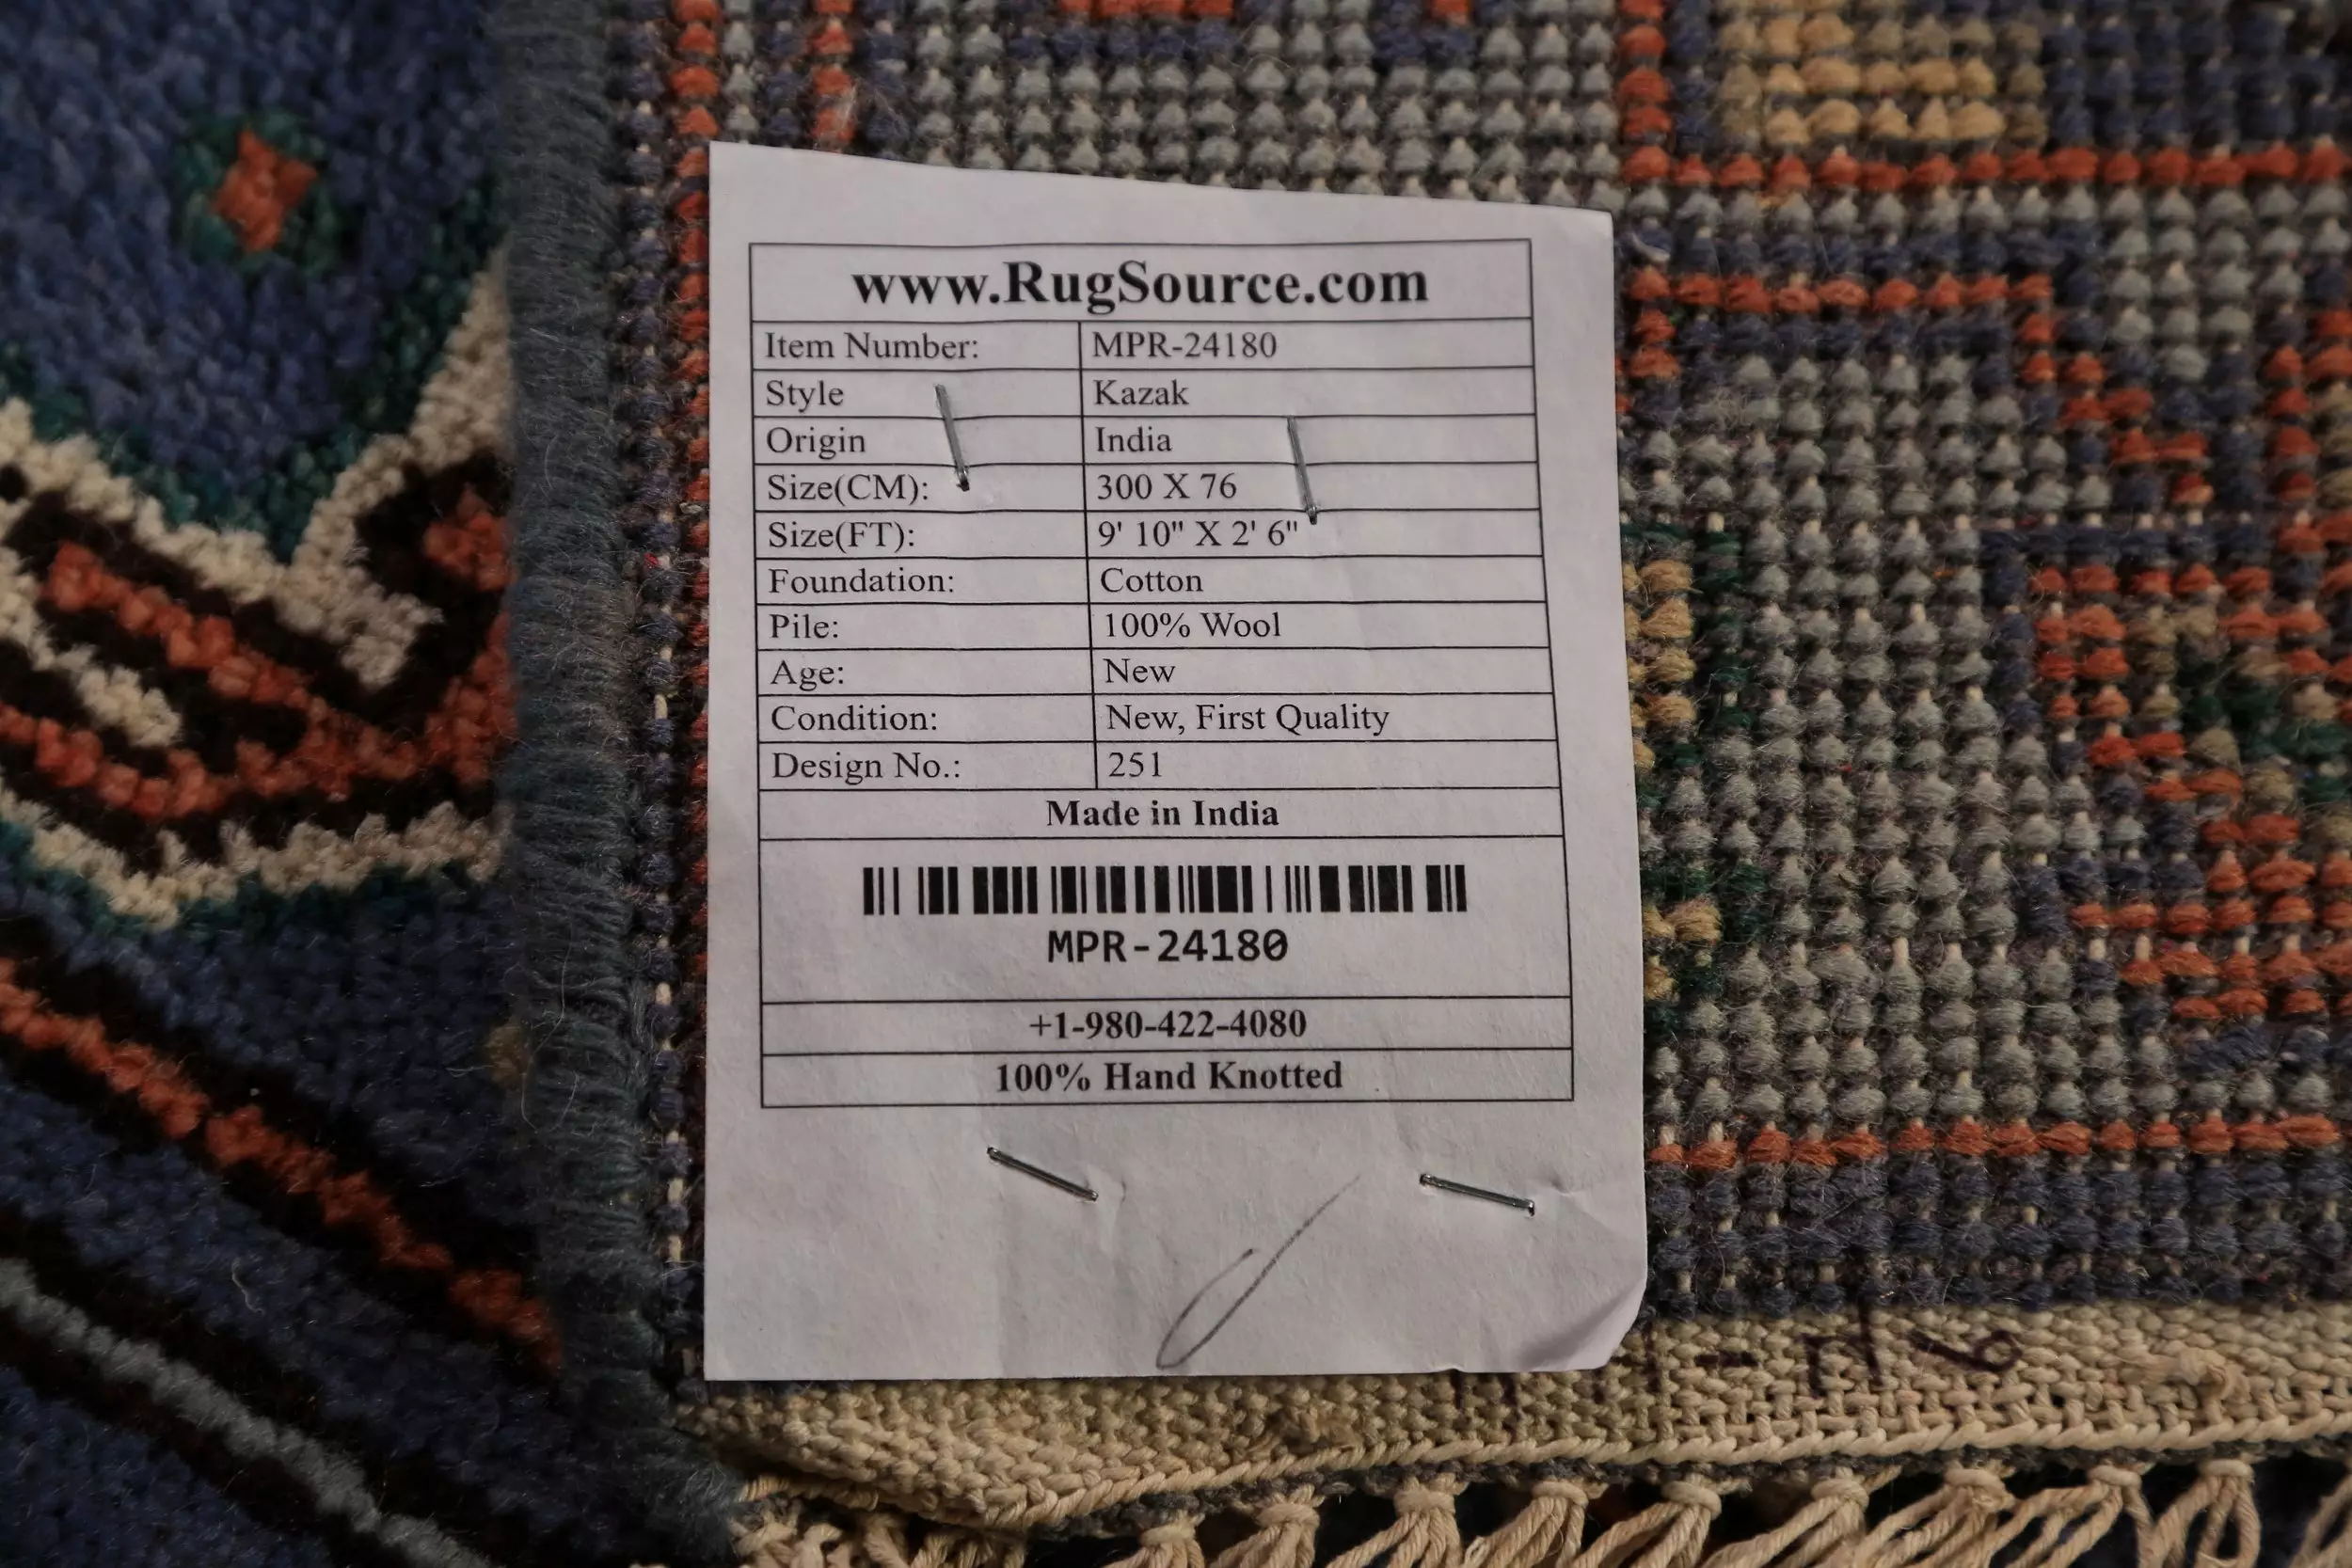 www.RugSource.com
Item Number: MPR-24180
Style Kazak
Origin India
Size(CM): 300 X 76
Size(FT): 9' 10" X 2' 6"
Foundation: Cotton
Pile: 100% Wool
Age: New
Condition: New, First Quality
Design No.: 251
Made in India
MPR-24180
+1-980-422-4080
100% Hand Knotted